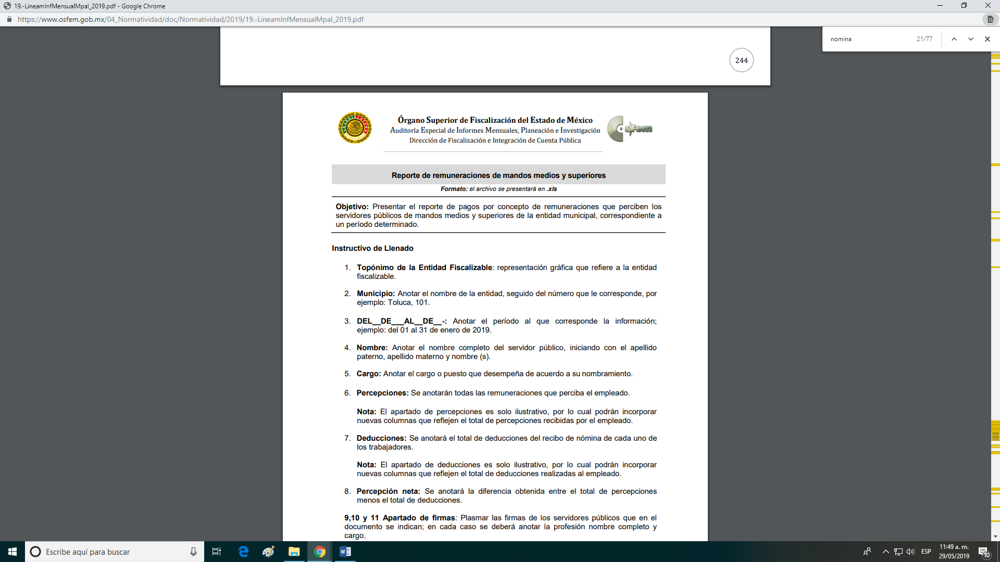 19.-LineamInfMensualMpal_2019.pdf - Google Chrome
https://www.osfem.gob.mx/04_Normatividad/doc/Normatividad/2019/19.-LineamInfMensualMpal_2019.pdf
nomina 21/77
244
Órgano Superior de Fiscalización del Estado de México
Auditoría Especial de Informes Mensuales, Planeación e Investigación
Dirección de Fiscalización e Integración de Cuenta Pública
osfem
Reporte de remuneraciones de mandos medios y superiores
Formato: el archivo se presentará en .xls
Objetivo: Presentar el reporte de pagos por concepto de remuneraciones que perciben los
servidores públicos de mandos medios y superiores de la entidad municipal, correspondiente a
un período determinado.
Instructivo de Llenado
1. Topónimo de la Entidad Fiscalizable: representación gráfica que refiere a la entidad
fiscalizable.
2. Municipio: Anotar el nombre de la entidad, seguido del número que le corresponde, por
ejemplo: Toluca, 101.
3. DEL__DE___AL__DE__-: Anotar el período al que corresponde la información;
ejemplo: del 01 al 31 de enero de 2019.
4. Nombre: Anotar el nombre completo del servidor público, iniciando con el apellido
paterno, apellido materno y nombre (s).
5. Cargo: Anotar el cargo o puesto que desempeña de acuerdo a su nombramiento.
6. Percepciones: Se anotarán todas las remuneraciones que perciba el empleado.
Nota: El apartado de percepciones es solo ilustrativo, por lo cual podrán incorporar
nuevas columnas que reflejen el total de percepciones recibidas por el empleado.
7. Deducciones: Se anotará el total de deducciones del recibo de nómina de cada uno de
los trabajadores.
Nota: El apartado de deducciones es solo ilustrativo, por lo cual podrán incorporar
nuevas columnas que reflejen el total de deducciones realizadas al empleado.
8. Percepción neta: Se anotará la diferencia obtenida entre el total de percepciones
menos el total de deducciones.
9,10 y 11 Apartado de firmas: Plasmar las firmas de los servidores públicos que en el
documento se indican; en cada caso se deberá anotar la profesión nombre completo y
cargo.
Escribe aquí para buscar
ESP
11:49 a. m.
29/05/2019
10